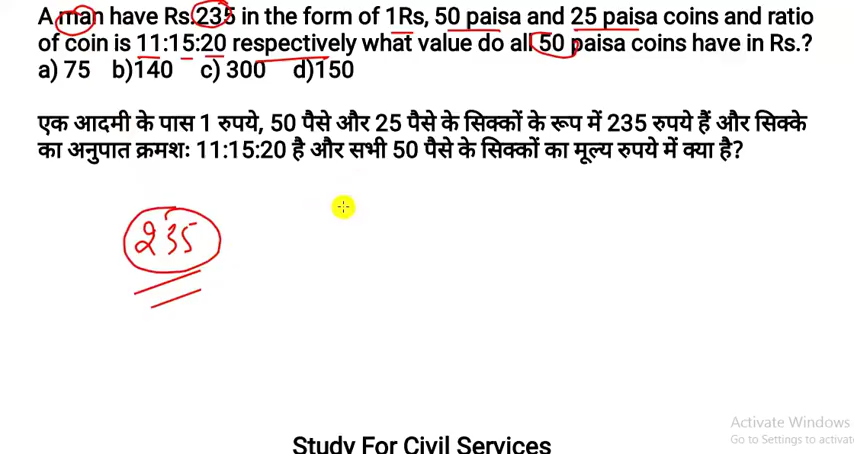 A man have Rs.235 in the form of 1Rs, 50 paisa and 25 paisa coins and ratio
of coin is 11:15:20 respectively what value do all 50 paisa coins have in Rs.?
a) 75 b)140 c) 300 d)150
एक आदमी के पास 1 रुपये, 50 पैसे और 25 पैसे के सिक्कों के रूप में 235 रुपये हैं और सिक्के
का अनुपात क्रमशः 11:15:20 है और सभी 50 पैसे के सिक्कों का मूल्य रुपये में क्या है?
235
Activate Windows
Go to Settings to activate
Study For Civil Services